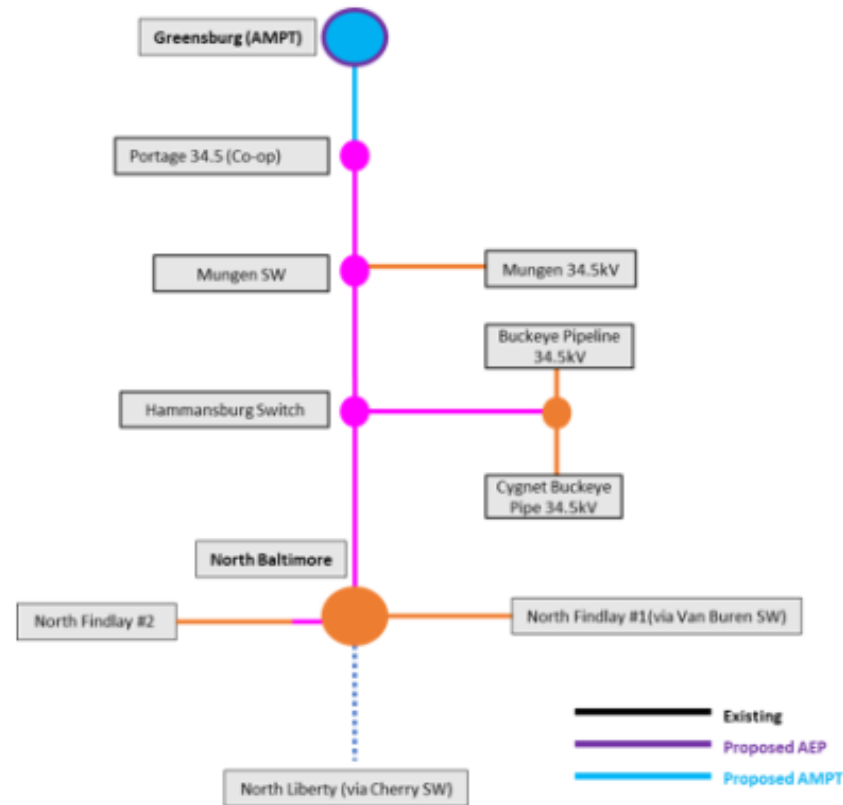 Greensburg (AMPT)
Portage 34.5 (Co-op)
Mungen SW
Mungen 34.5kV
Buckeye Pipeline
34.5kV
Hammansburg Switch
Cygnet Buckeye
Pipe 34.5kV
North Baltimore
North Findlay #2
North Findlay #1(via Van Buren SW)
Existing
Proposed AEP
Proposed AMPT
North Liberty (via Cherry SW)